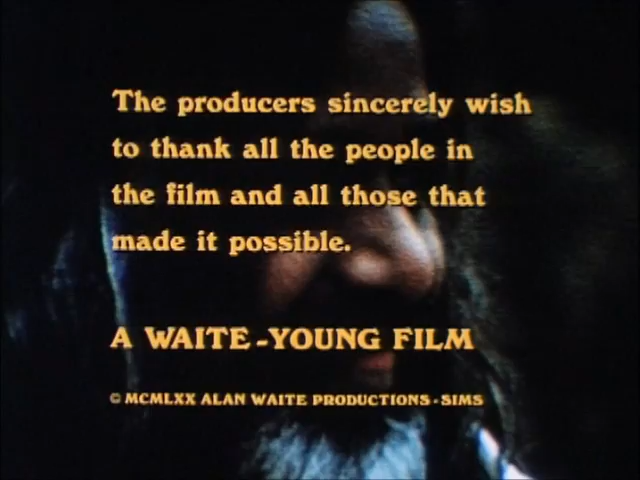 The producers sincerely wish
to thank all the people in
the film and all those that
made it possible.
A WAITE-YOUNG FILM
© MCMLXX ALAN WAITE PRODUCTIONS - SIMS